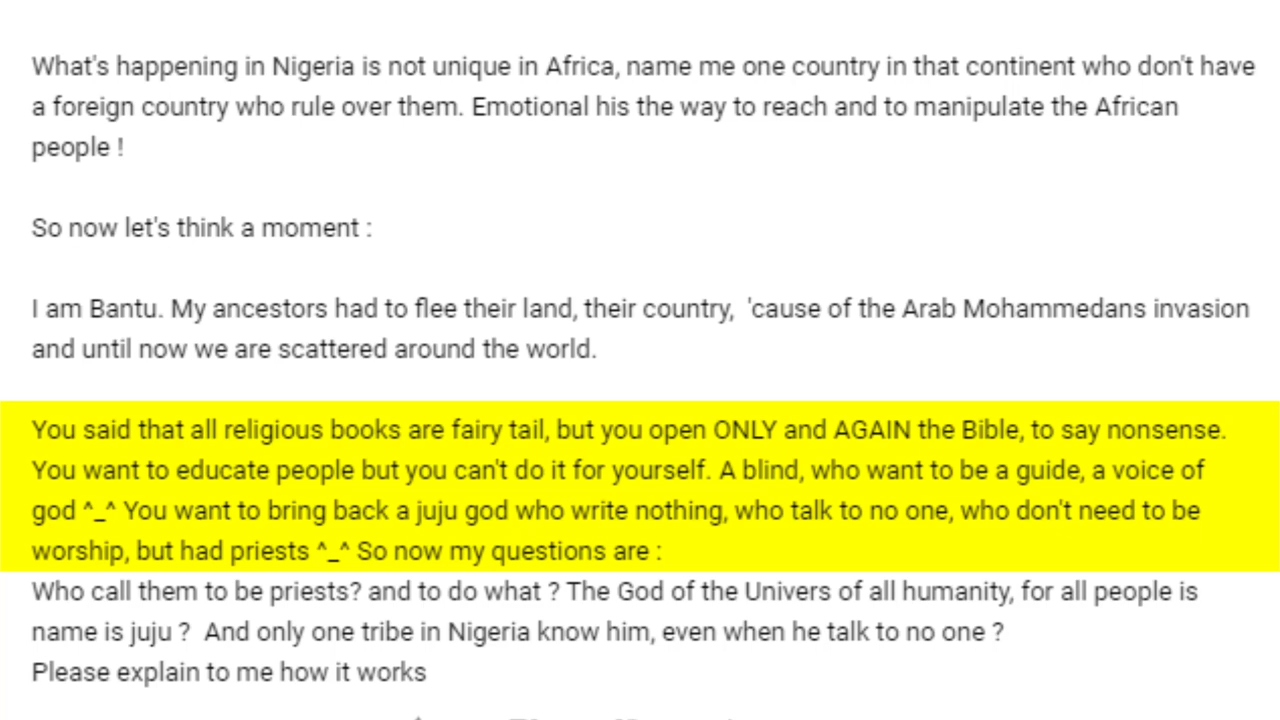 What's happening in Nigeria is not unique in Africa, name me one country in that continent who don't have
a foreign country who rule over them. Emotional his the way to reach and to manipulate the African
people !
So now let's think a moment :
I am Bantu. My ancestors had to flee their land, their country,  'cause of the Arab Mohammedans invasion
and until now we are scattered around the world.
You said that all religious books are fairy tail, but you open ONLY and AGAIN the Bible, to say nonsense.
You want to educate people but you can't do it for yourself. A blind, who want to be a guide, a voice of
god ^_^ You want to bring back a juju god who write nothing, who talk to no one, who don't need to be
worship, but had priests ^_^ So now my questions are :
Who call them to be priests? and to do what ? The God of the Univers of all humanity, for all people is
name is juju ?  And only one tribe in Nigeria know him, even when he talk to no one ?
Please explain to me how it works